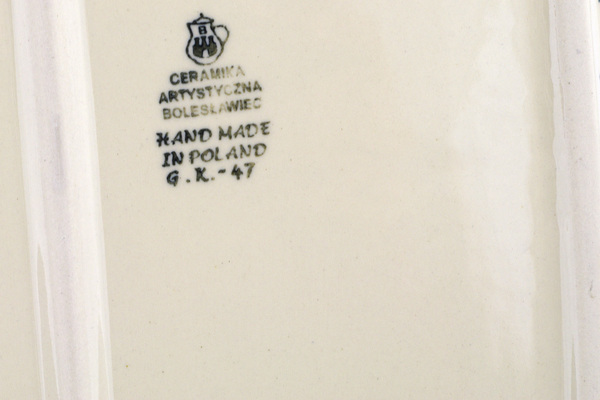 B
CERAMIKA
ARTYSTYCZNA
BOLESŁAWIEC
HAND MADE
IN POLAND
G.K.-47